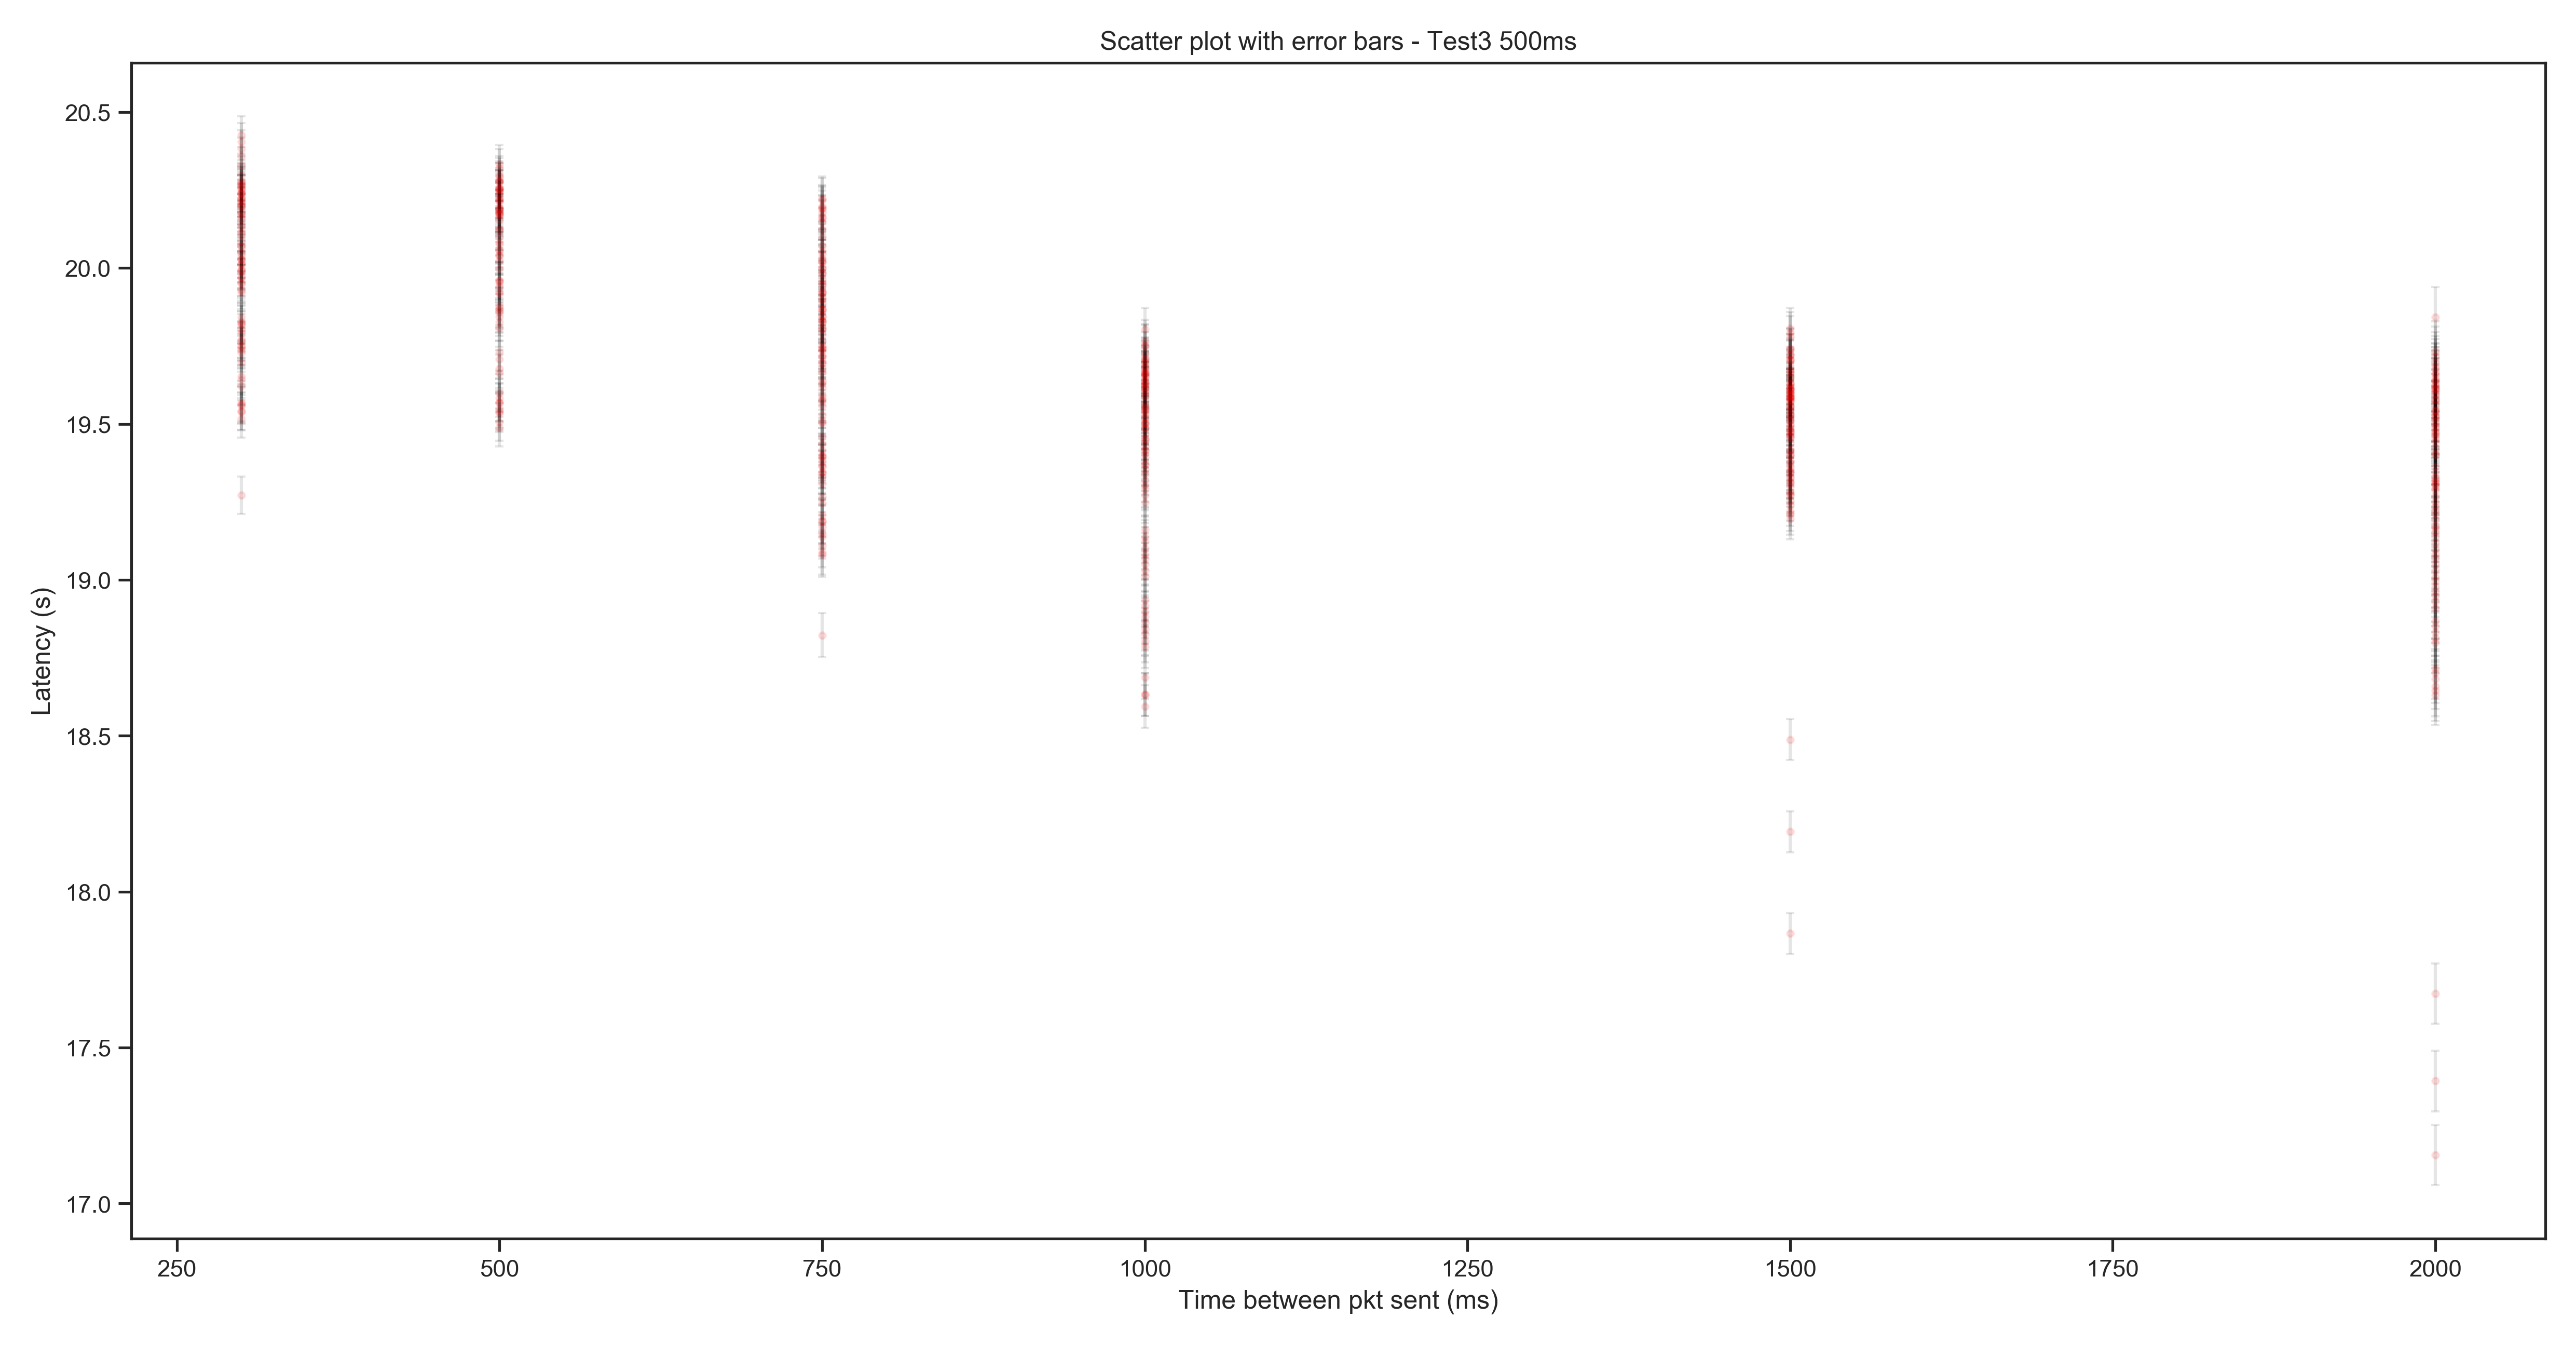 Scatter plot with error bars - Test3 500ms
Latency (s)
20.5
20.0
19.5
19.0
18.5
18.0
17.5
17.0
250 500 750 1000 1250 1500 1750 2000
Time between pkt sent (ms)